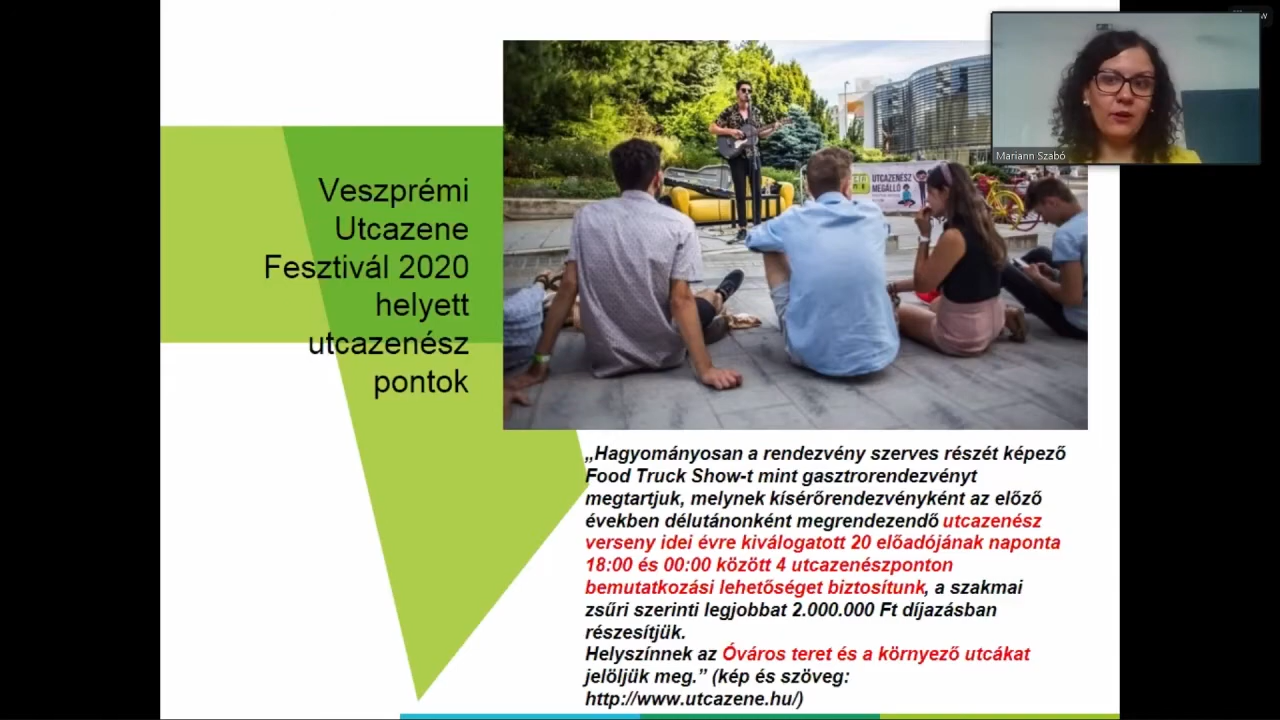 Veszprémi
Utcazene
Fesztivál 2020
helyett
utcazenész
pontok
UTCAZENÉSZ
MEGÁLLÓ
Mariann Szabó
„Hagyományosan a rendezvény szerves részét képező
Food Truck Show-t mint gasztrorendezvényt
megtartjuk, melynek kísérőrendezvényként az előző
években délutánonként megrendezendő utcazenész
verseny idei évre kiválogatott 20 előadójának naponta
18:00 és 00:00 között 4 utcazenészponton
bemutatkozási lehetőséget biztosítunk, a szakmai
zsűri szerinti legjobbat 2.000.000 Ft díjazásban
részesítjük.
Helyszínnek az Óváros teret és a környező utcákat
jelöljük meg.” (kép és szöveg:
http://www.utcazene.hu/)